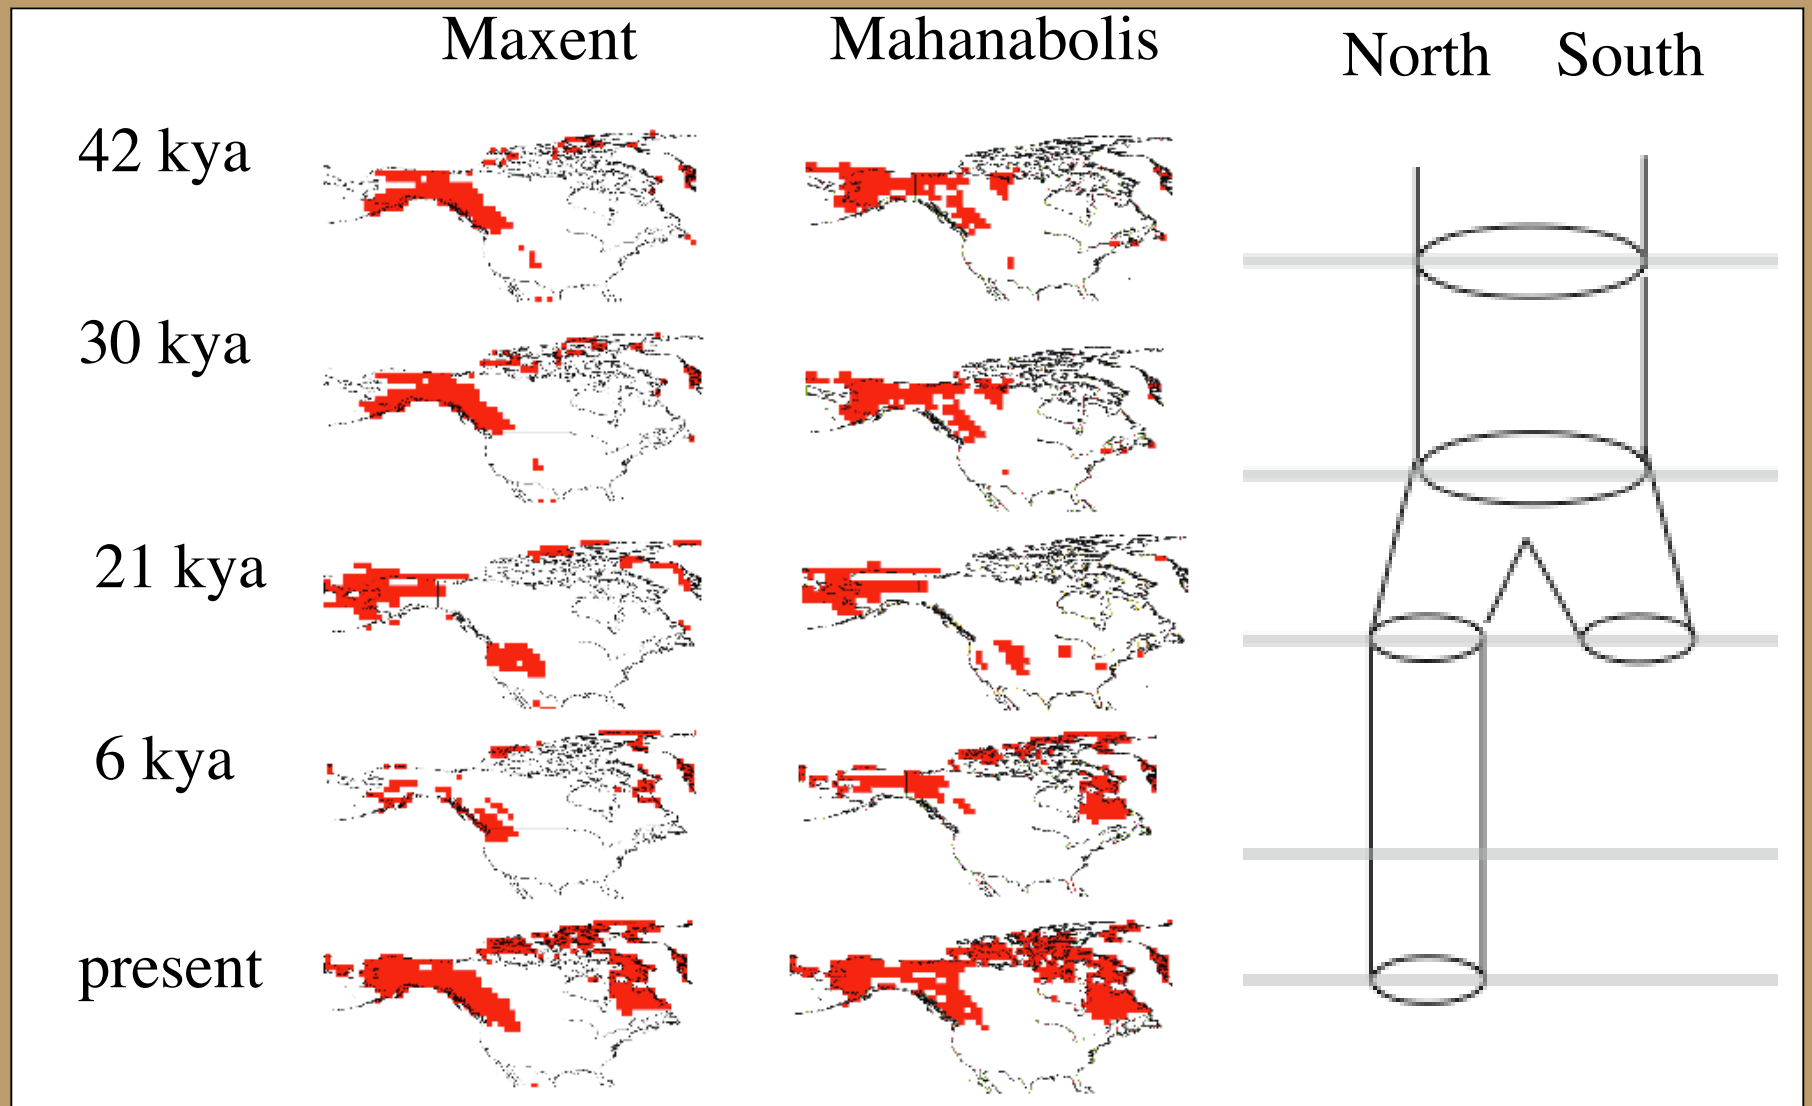 Maxent Mahanabolis North South
42 kya
30 kya
21 kya
6 kya
present